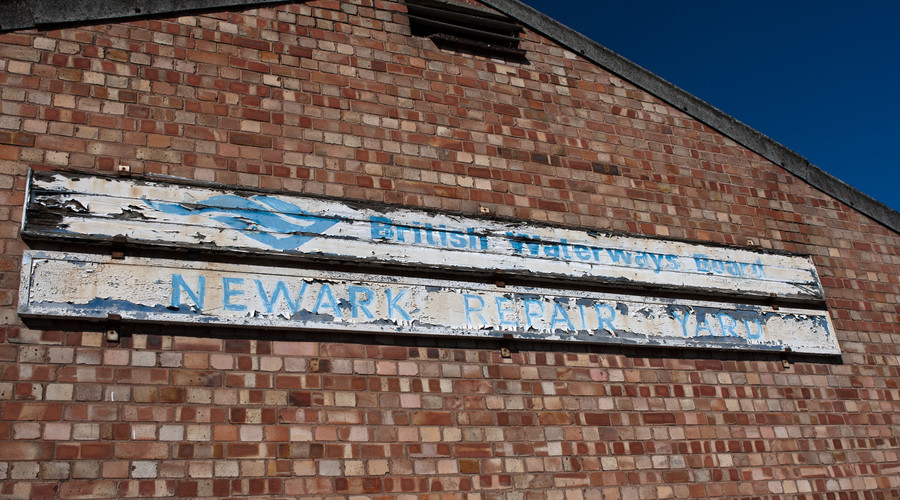 British Waterways Board
NEWARK REPAIR YARD